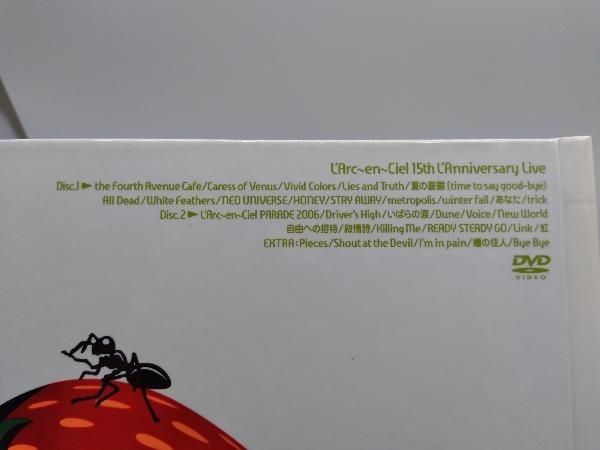 L'Arc~en~Ciel 15th L'Anniversary Live
Disc.1 ► the Fourth Avenue Cafe/Caress of Venus/Vivid Colors/Lies and Truth/夏の憂鬱 (time to say good-bye)
All Dead/White Feathers/NEO UNIVERSE/HONEY/STAY AWAY/metropolis/winter fall/あなた/trick
Disc.2 ► L'Arc~en~Ciel PARADE 2006/Driver's High/いばらの涙/Dune/Voice/New World
自由への招待/叙情詩/Killing Me/READY STEADY GO/Link/虹
EXTRA:Pieces/Shout at the Devil/I'm in pain/瞳の住人/Bye Bye
DVD
VIDEO